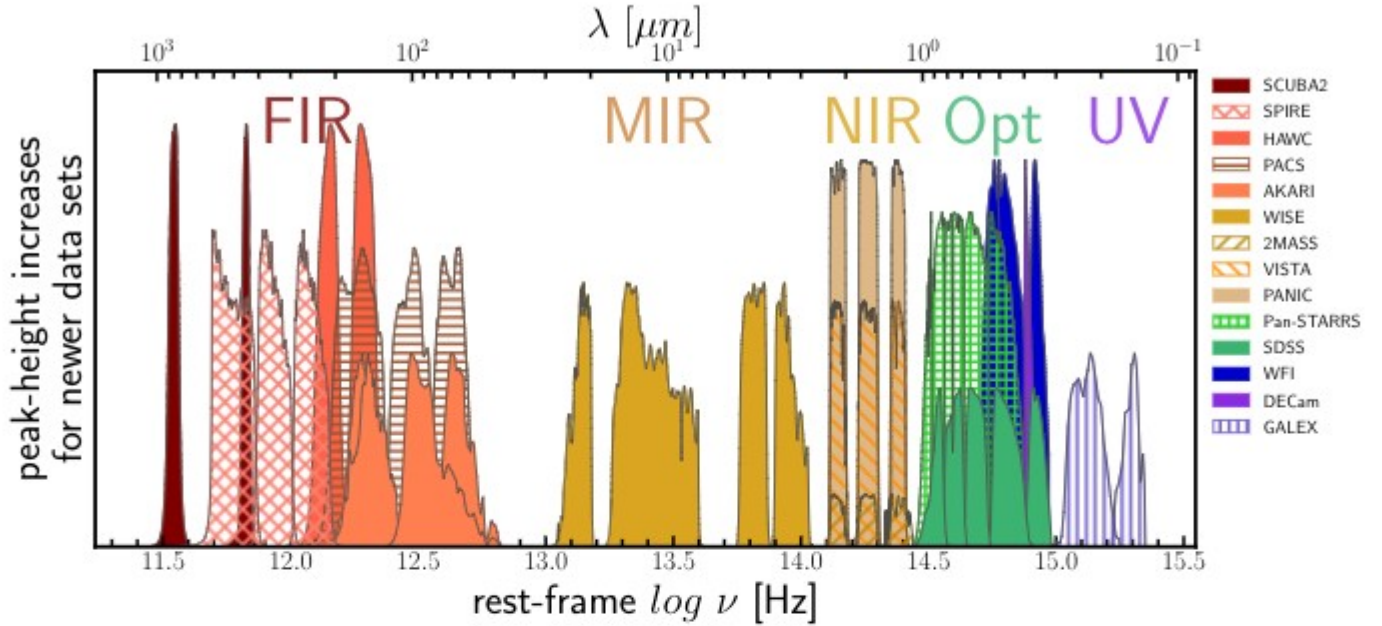 λ [μm]
10³ 10² 10¹ 10⁰ 10⁻¹
FIR MIR NIR Opt UV
peak-height increases
for newer data sets
SCUBA2
SPIRE
HAWC
PACS
AKARI
WISE
2MASS
VISTA
PANIC
Pan-STARRS
SDSS
WFI
DECam
GALEX
11.5 12.0 12.5 13.0 13.5 14.0 14.5 15.0 15.5
rest-frame log ν [Hz]